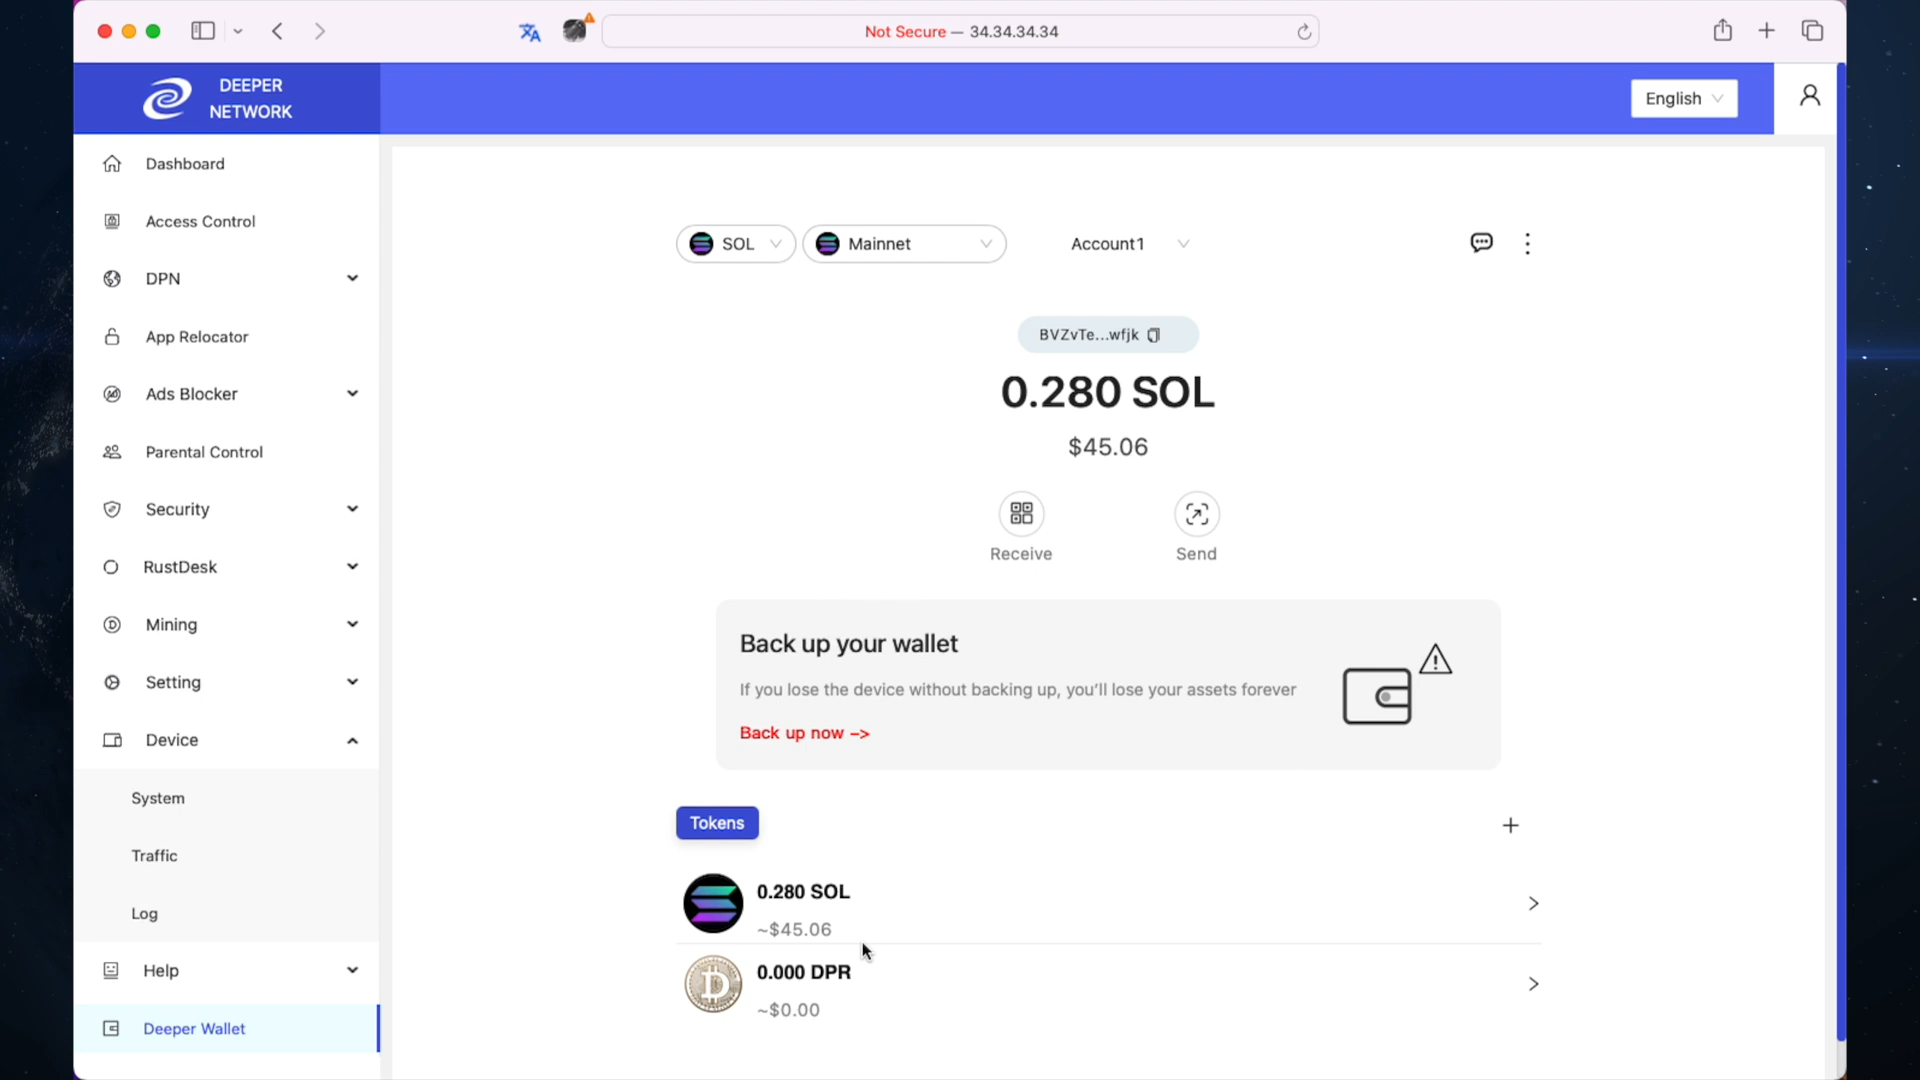 Not Secure — 34.34.34.34
DEEPER
NETWORK
English
Dashboard
Access Control
DPN
App Relocator
Ads Blocker
Parental Control
Security
RustDesk
Mining
Setting
Device
System
Traffic
Log
Help
Deeper Wallet
SOL
Mainnet
Account1
BVZvTe...wfjk
0.280 SOL
$45.06
Receive
Send
Back up your wallet
If you lose the device without backing up, you'll lose your assets forever
Back up now –>
Tokens
0.280 SOL
~$45.06
0.000 DPR
~$0.00